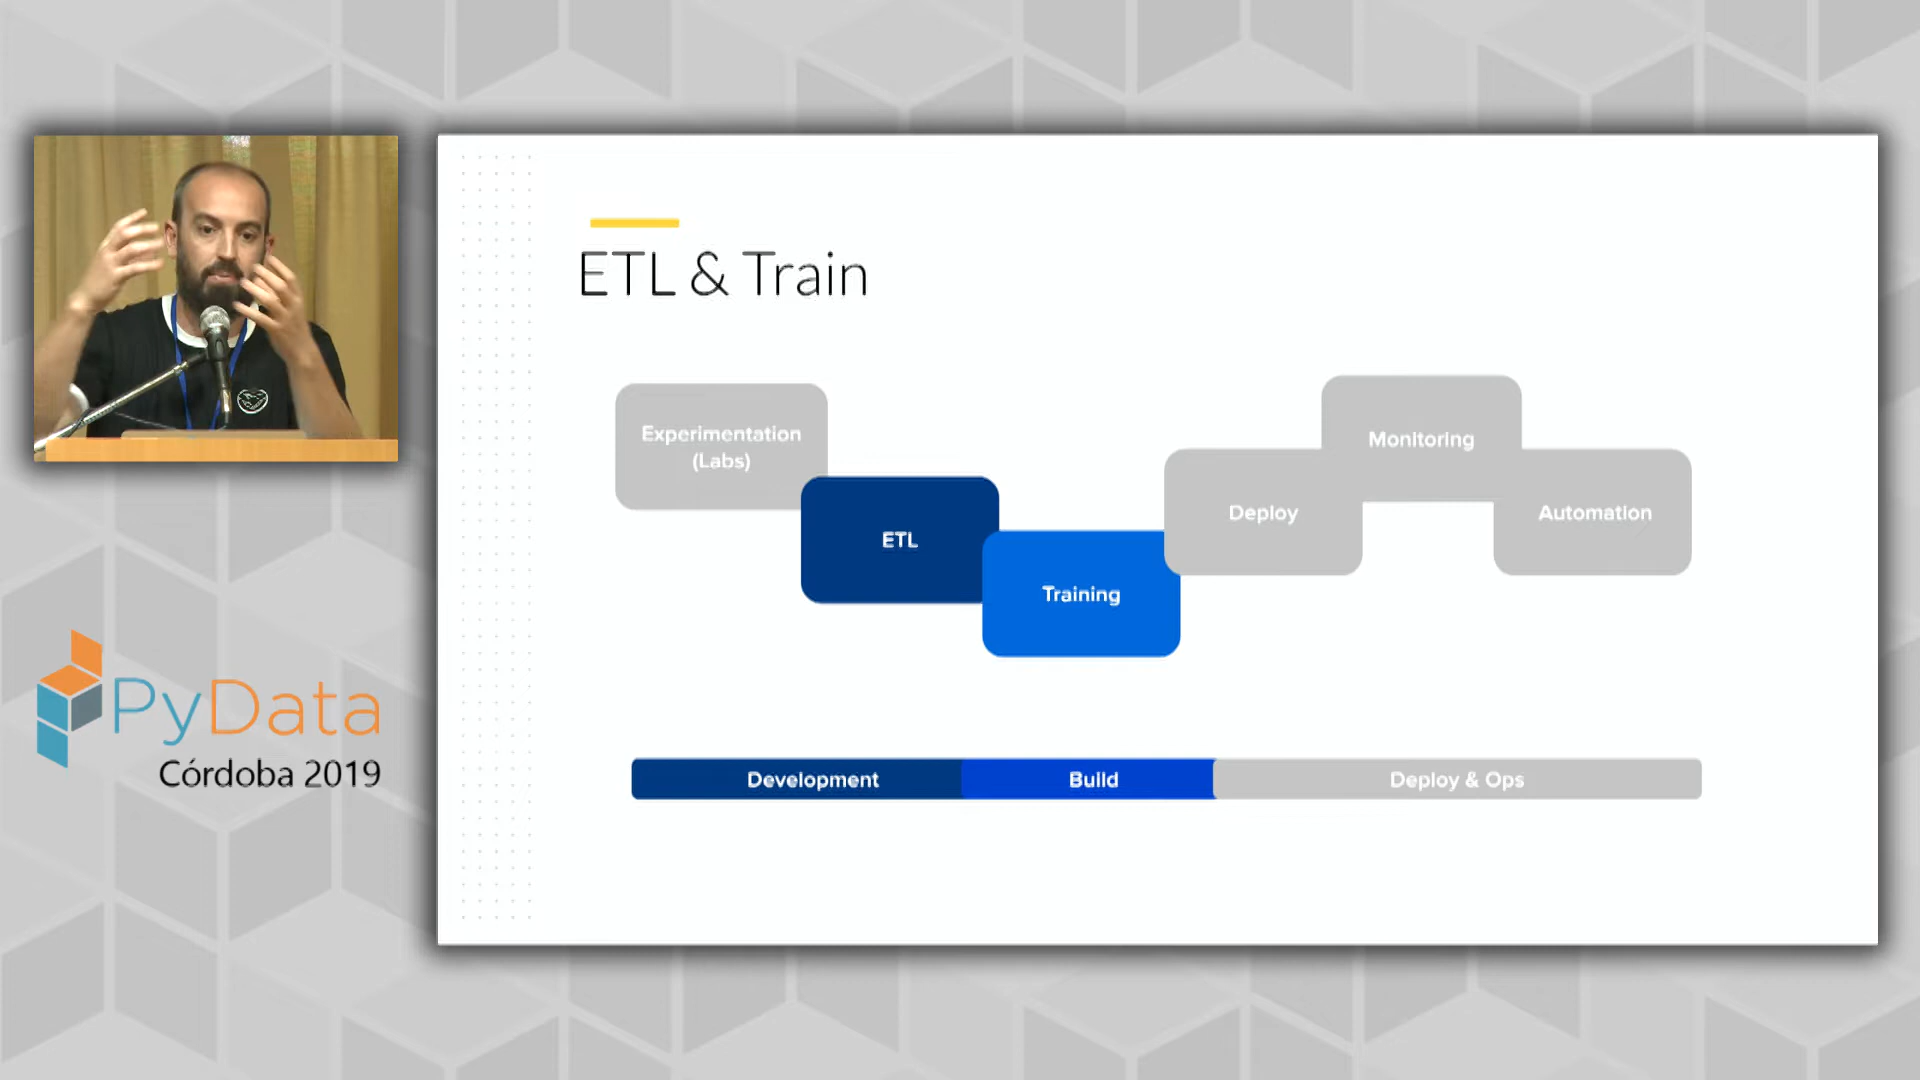 ETL & Train
Experimentation
(Labs)
ETL
Training
Deploy
Monitoring
Automation
Development
Build
Deploy & Ops
PyData
Córdoba 2019